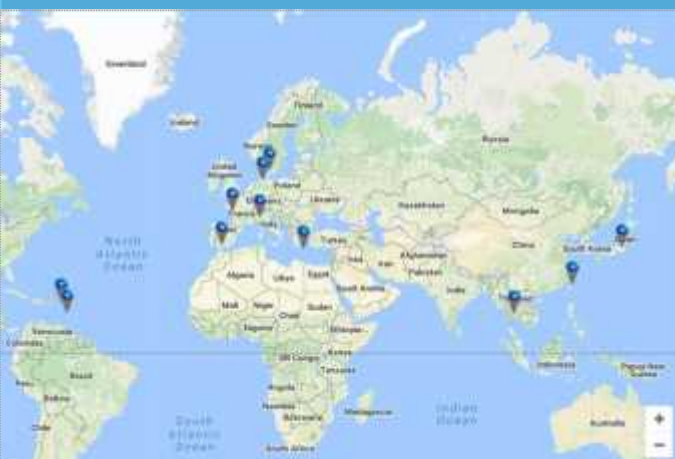 Greenland
Iceland
Finland
Sweden
Russia
United
Kingdom
Poland
Ukraine
France
Kazakhstan
Mongolia
Italy
Turkey
North
Atlantic
Ocean
China
South Korea
Japan
Iraq
Iran
Afghanistan
Pakistan
Algeria
Libya
Egypt
Saudi Arabia
India
Mali
Niger
Chad
Sudan
Nigeria
Ethiopia
Venezuela
Colombia
DR Congo
Kenya
Tanzania
Indonesia
Papua New
Guinea
Brazil
Peru
Bolivia
Angola
Namibia
Botswana
Madagascar
Chile
South
Atlantic
Ocean
Indian
Ocean
Australia
South Africa
+
−